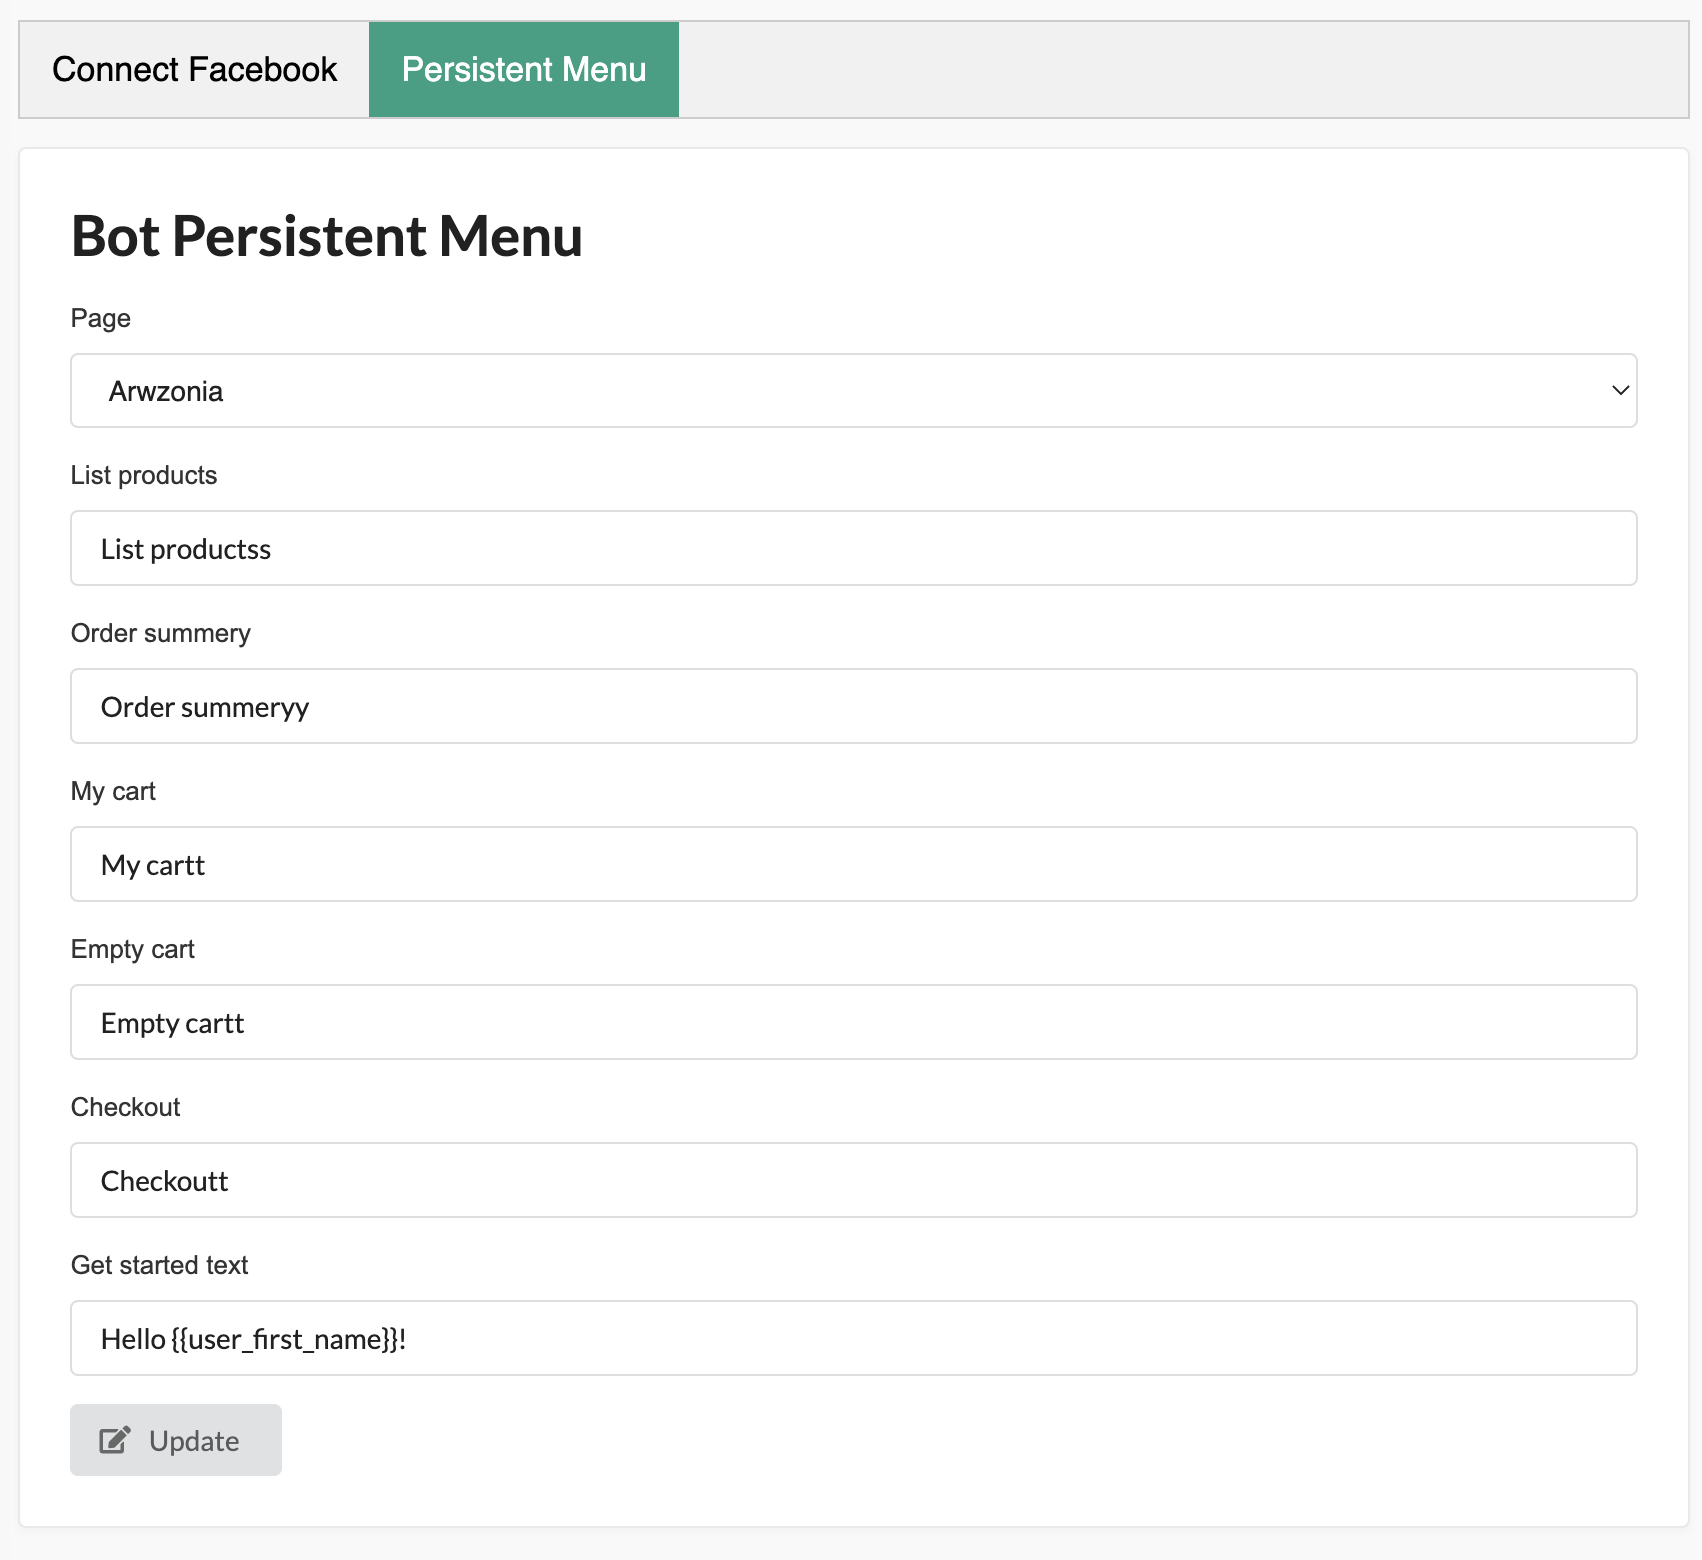 Connect Facebook Persistent Menu
Bot Persistent Menu
Page
Arwzonia
List products
List productss
Order summery
Order summeryy
My cart
My cartt
Empty cart
Empty cartt
Checkout
Checkoutt
Get started text
Hello {{user_first_name}}!
Update